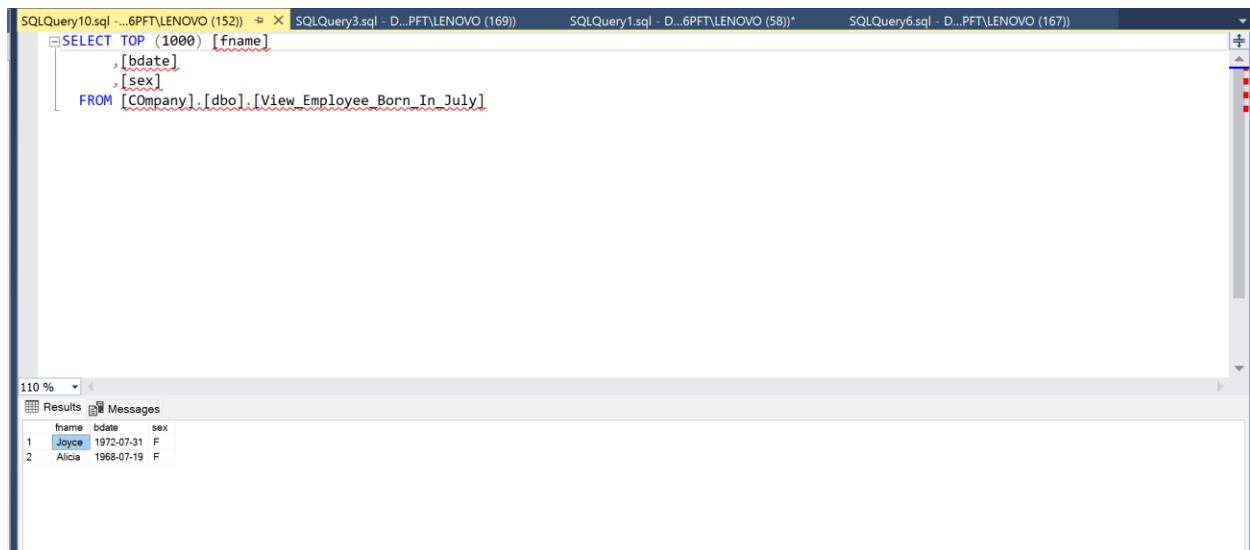 SQLQuery10.sql -...6PFT\LENOVO (152)) SQLQuery3.sql - D...PFT\LENOVO (169)) SQLQuery1.sql - D...6PFT\LENOVO (58))* SQLQuery6.sql - D...PFT\LENOVO (167))
SELECT TOP (1000) [fname]
,[bdate]
,[sex]
FROM [COmpany].[dbo].[View_Employee_Born_In_July]
110 %
Results Messages
fname bdate sex
1 Joyce 1972-07-31 F
2 Alicia 1968-07-19 F